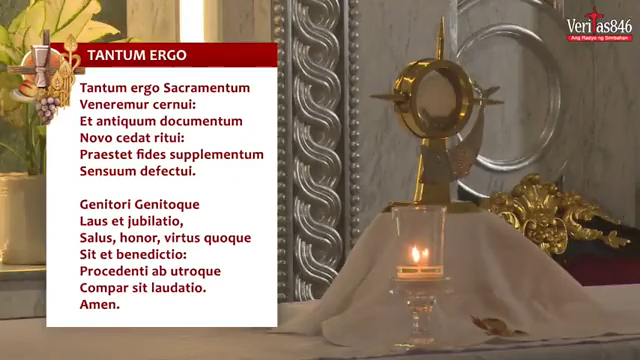 TANTUM ERGO
Tantum ergo Sacramentum
Veneremur cernui:
Et antiquum documentum
Novo cedat ritui:
Praestet fides supplementum
Sensuum defectui.
Genitori Genitoque
Laus et jubilatio,
Salus, honor, virtus quoque
Sit et benedictio:
Procedenti ab utroque
Compar sit laudatio.
Amen.
Veritas846
Ang Radyo ng Simbahan